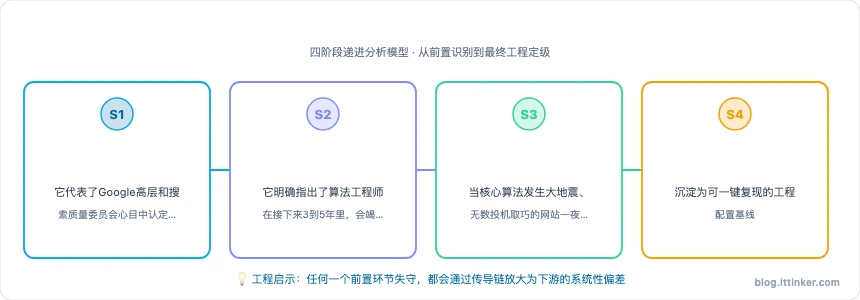 四阶段递进分析模型 · 从前置识别到最终工程定级
S1
它代表了Google高层和搜
索质量委员会心目中认定...
S2
它明确指出了算法工程师
在接下来3到5年里，会竭...
S3
当核心算法发生大地震、
无数投机取巧的网站一夜...
S4
沉淀为可一键复现的工程
配置基线
💡 工程启示：任何一个前置环节失守，都会通过传导链放大为下游的系统性偏差
blog.ittinker.com